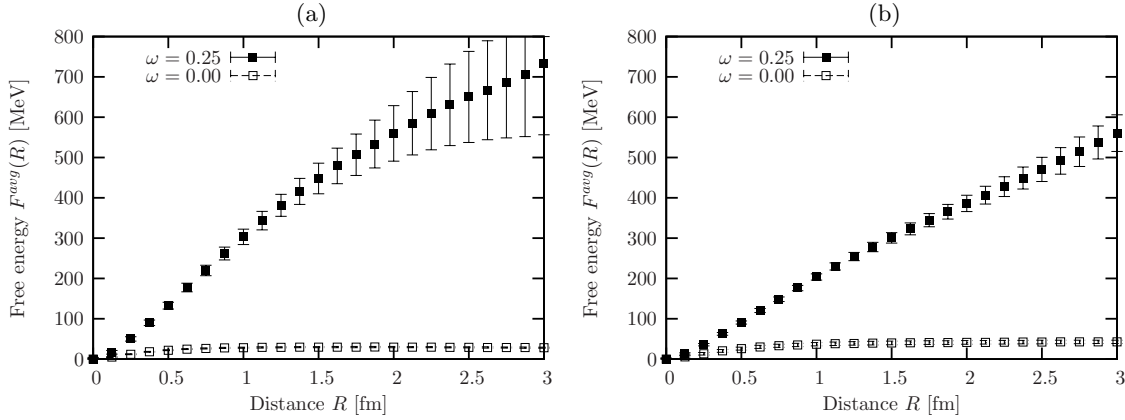 (a)
Free energy F^{avg}(R) [MeV]
800
700
600
500
400
300
200
100
0
ω = 0.25
ω = 0.00
0 0.5 1 1.5 2 2.5 3
Distance R [fm]
(b)
Free energy F^{avg}(R) [MeV]
800
700
600
500
400
300
200
100
0
ω = 0.25
ω = 0.00
0 0.5 1 1.5 2 2.5 3
Distance R [fm]